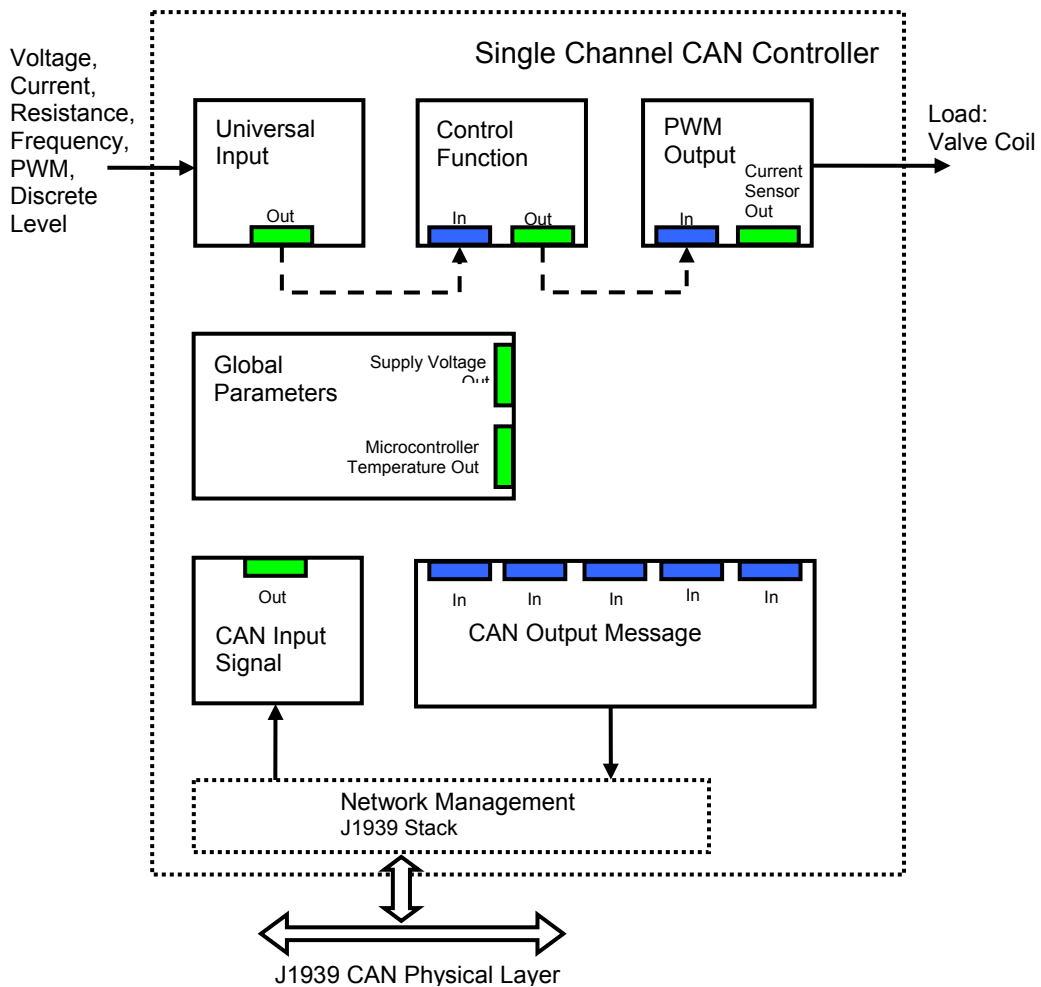 Single Channel CAN Controller
Voltage,
Current,
Resistance,
Frequency,
PWM,
Discrete
Level
Universal
Input
Out
Control
Function
In
Out
PWM
Output
Current
Sensor
Out
In
Load:
Valve Coil
Global
Parameters
Supply Voltage
Out
Microcontroller
Temperature Out
Out
CAN Input
Signal
In
In
In
In
In
CAN Output Message
Network Management
J1939 Stack
J1939 CAN Physical Layer